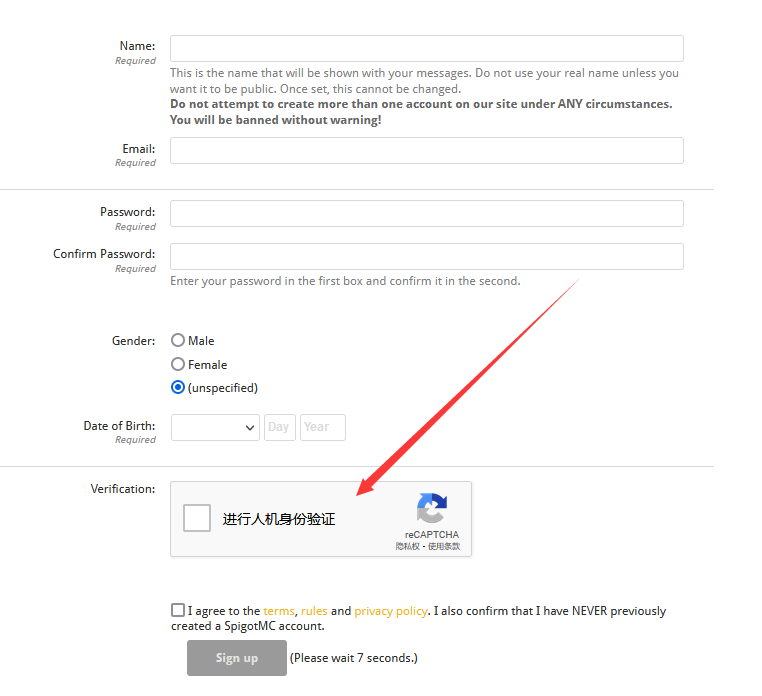 Name:
Required
This is the name that will be shown with your messages. Do not use your real name unless you
want it to be public. Once set, this cannot be changed.
Do not attempt to create more than one account on our site under ANY circumstances.
You will be banned without warning!
Email:
Required
Password:
Required
Confirm Password:
Required
Enter your password in the first box and confirm it in the second.
Gender:
Male
Female
(unspecified)
Date of Birth:
Required
Day
Year
Verification:
进行人机身份验证
reCAPTCHA
隐私权 - 使用条款
I agree to the terms, rules and privacy policy. I also confirm that I have NEVER previously
created a SpigotMC account.
Sign up (Please wait 7 seconds.)